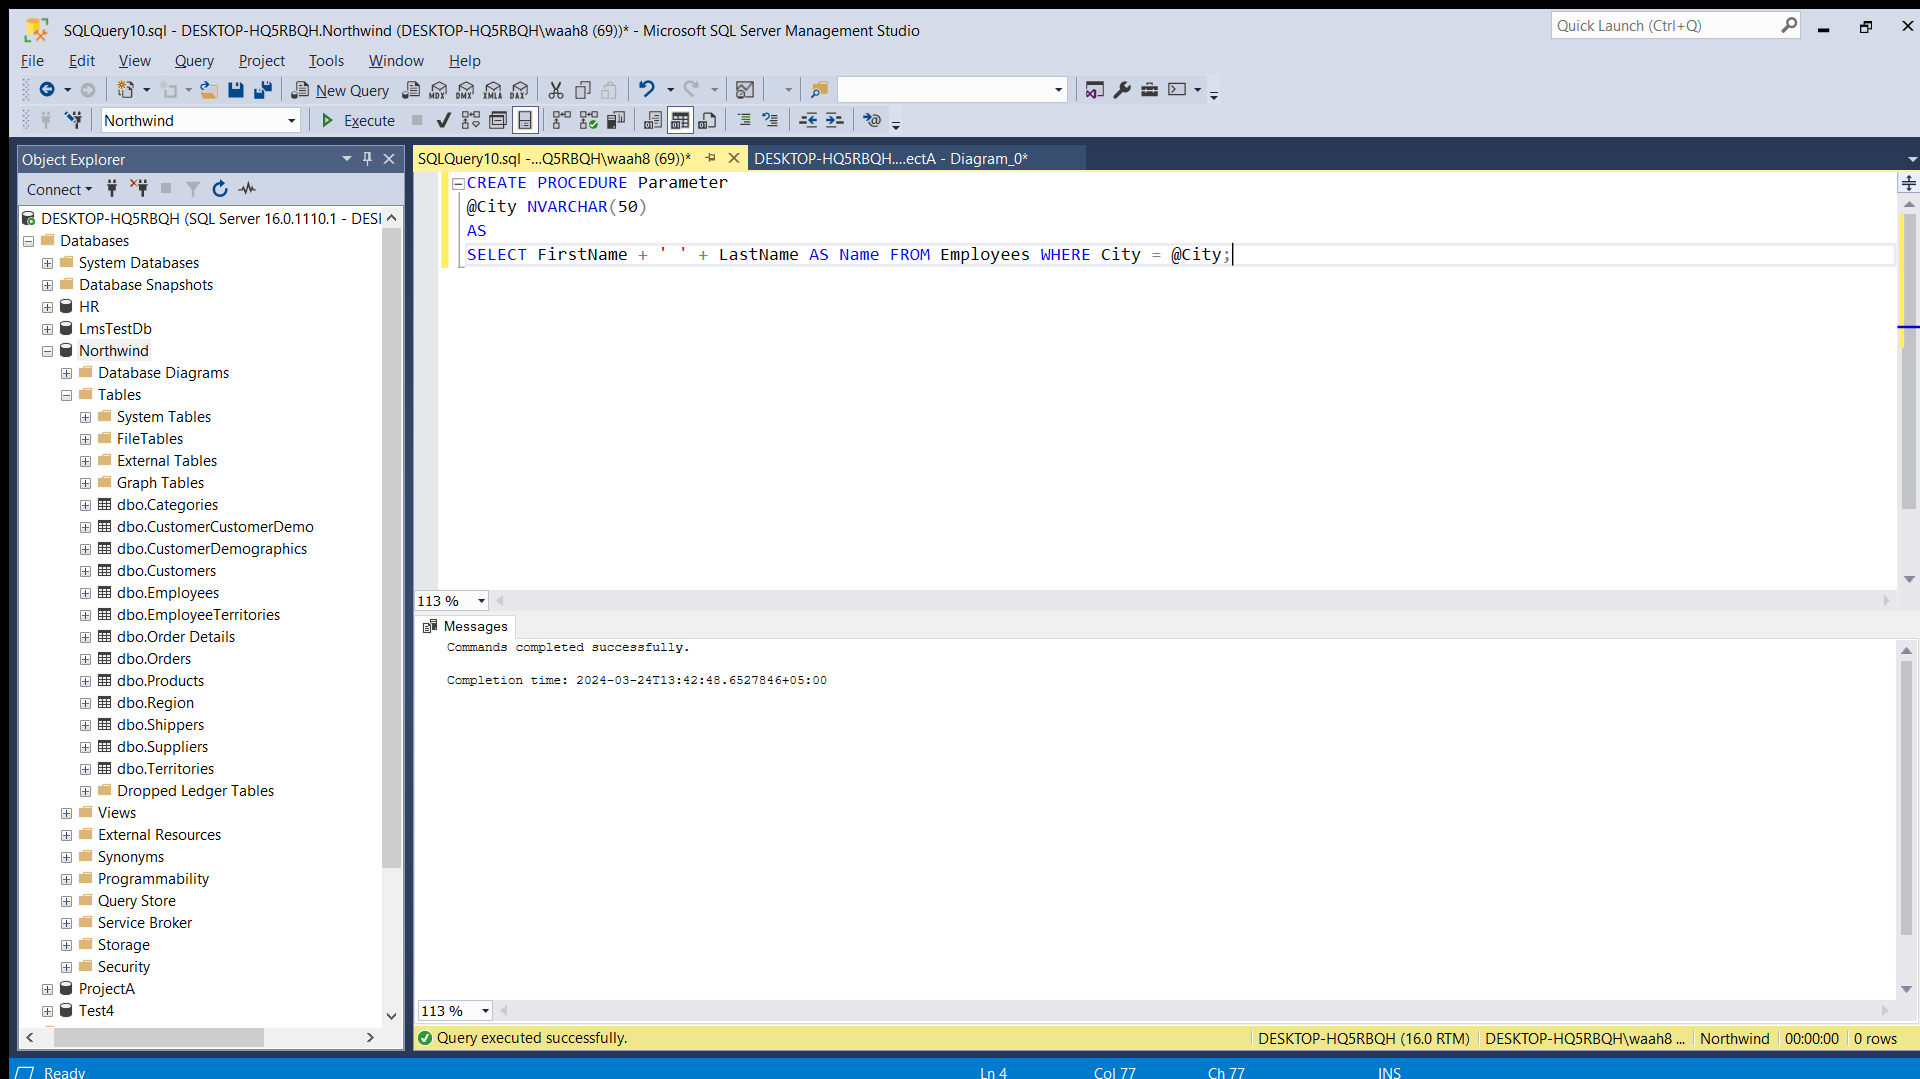 SQLQuery10.sql - DESKTOP-HQ5RBQH.Northwind (DESKTOP-HQ5RBQH\waah8 (69))* - Microsoft SQL Server Management Studio
Quick Launch (Ctrl+Q)
File Edit View Query Project Tools Window Help
New Query MDX DMX XMLA DAX
Northwind Execute
Object Explorer
SQLQuery10.sql -...Q5RBQH\waah8 (69))* DESKTOP-HQ5RBQH....ectA - Diagram_0*
Connect
DESKTOP-HQ5RBQH (SQL Server 16.0.1110.1 - DESI
Databases
System Databases
Database Snapshots
HR
LmsTestDb
Northwind
Database Diagrams
Tables
System Tables
FileTables
External Tables
Graph Tables
dbo.Categories
dbo.CustomerCustomerDemo
dbo.CustomerDemographics
dbo.Customers
dbo.Employees
dbo.EmployeeTerritories
dbo.Order Details
dbo.Orders
dbo.Products
dbo.Region
dbo.Shippers
dbo.Suppliers
dbo.Territories
Dropped Ledger Tables
Views
External Resources
Synonyms
Programmability
Query Store
Service Broker
Storage
Security
ProjectA
Test4
CREATE PROCEDURE Parameter
@City NVARCHAR(50)
AS
SELECT FirstName + ' ' + LastName AS Name FROM Employees WHERE City = @City;
113 %
Messages
Commands completed successfully.
Completion time: 2024-03-24T13:42:48.6527846+05:00
113 %
Query executed successfully. DESKTOP-HQ5RBQH (16.0 RTM) DESKTOP-HQ5RBQH\waah8 ... Northwind 00:00:00 0 rows
Ready Ln 4 Col 77 Ch 77 INS